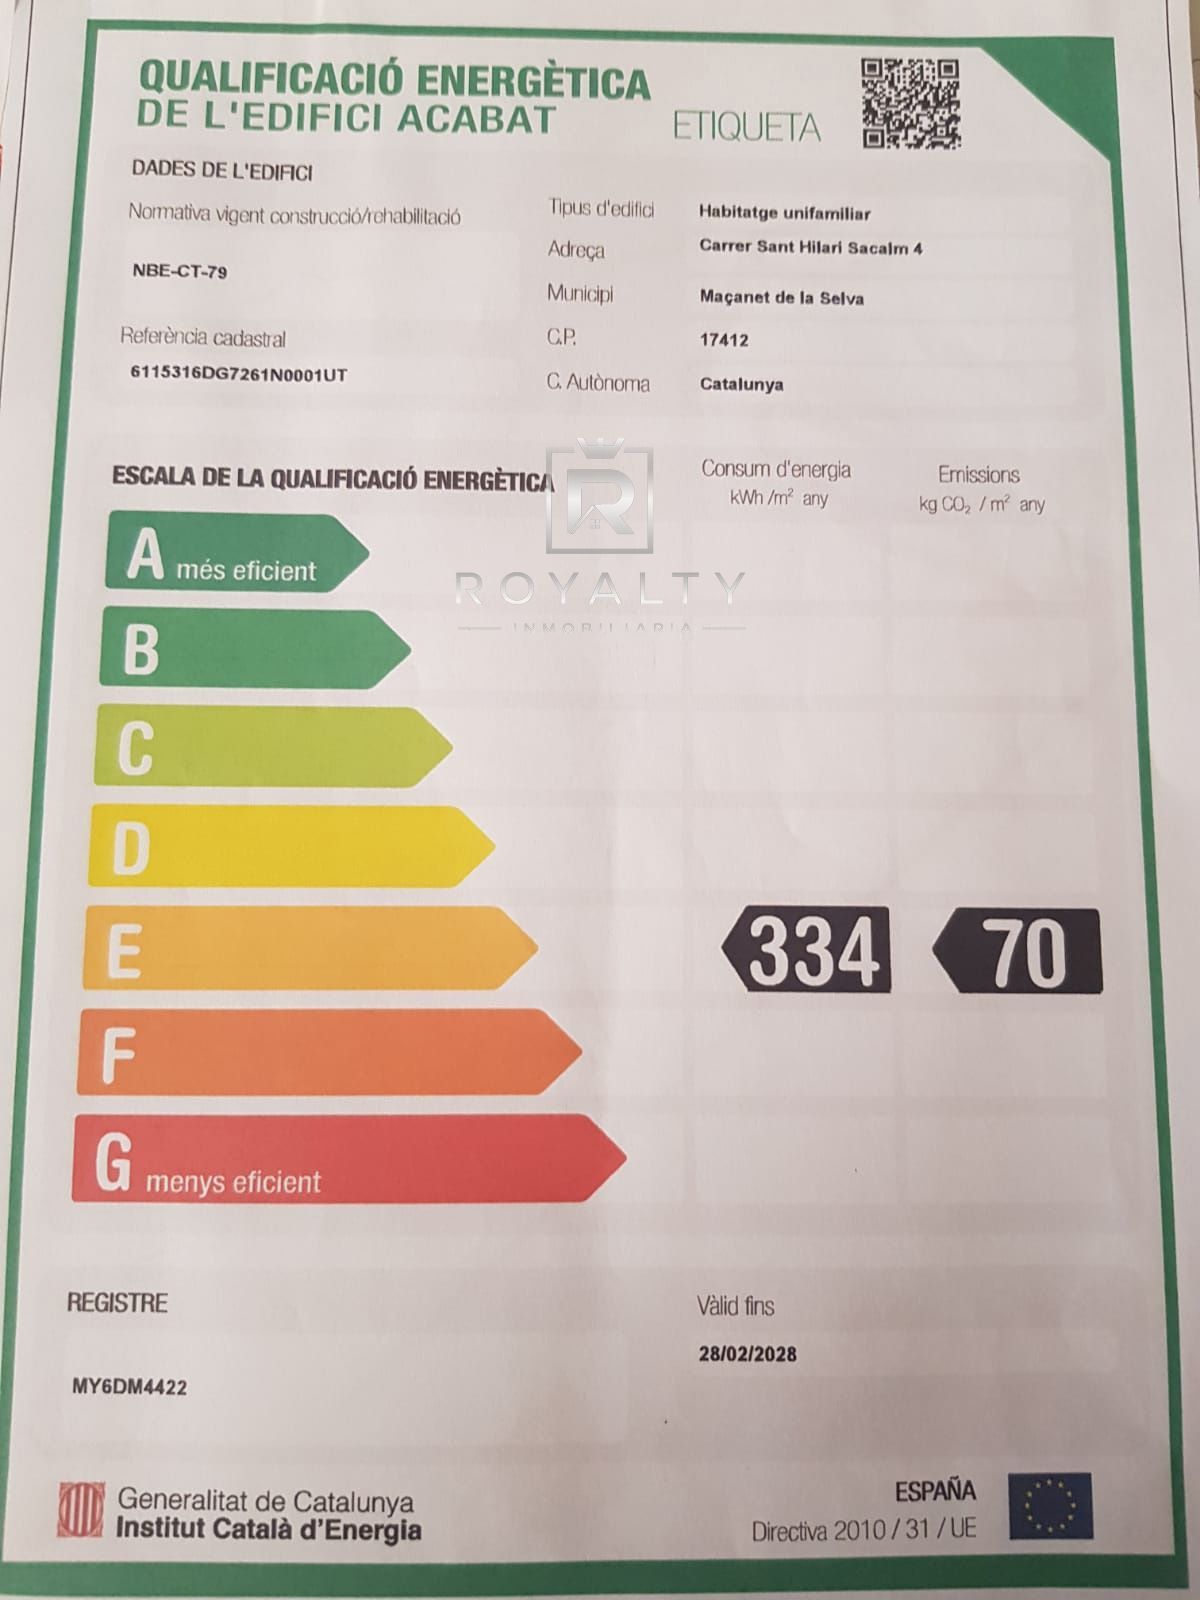 QUALIFICACIÓ ENERGÈTICA
DE L'EDIFICI ACABAT
ETIQUETA
DADES DE L'EDIFICI
Normativa vigent construcció/rehabilitació
NBE-CT-79
Referència cadastral
6115316DG7261N0001UT
Tipus d'edifici Habitatge unifamiliar
Adreça Carrer Sant Hilari Sacalm 4
Municipi Maçanet de la Selva
C.P. 17412
C. Autònoma Catalunya
ESCALA DE LA QUALIFICACIÓ ENERGÈTICA
Consum d'energia
kWh /m² any
Emissions
kg CO₂ / m² any
R
ROYALTY
INMOBILIARIA
A més eficient
B
C
D
E 334 70
F
G menys eficient
REGISTRE
MY6DM4422
Vàlid fins
28/02/2028
Generalitat de Catalunya
Institut Català d'Energia
ESPAÑA
Directiva 2010 / 31 / UE